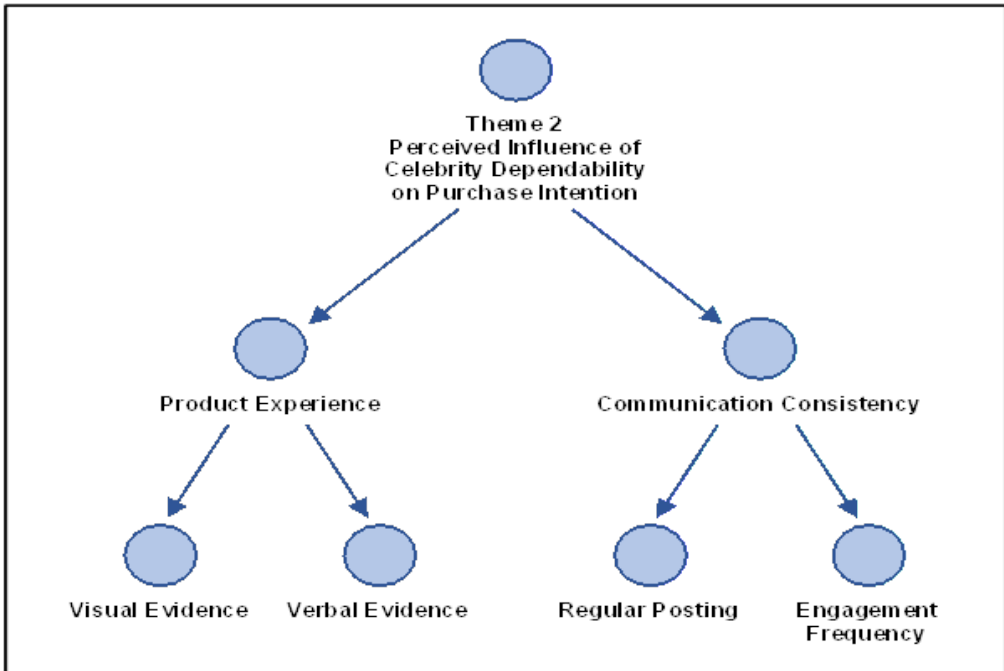 Theme 2
Perceived Influence of
Celebrity Dependability
on Purchase Intention
Product Experience
Communication Consistency
Visual Evidence
Verbal Evidence
Regular Posting
Engagement
Frequency